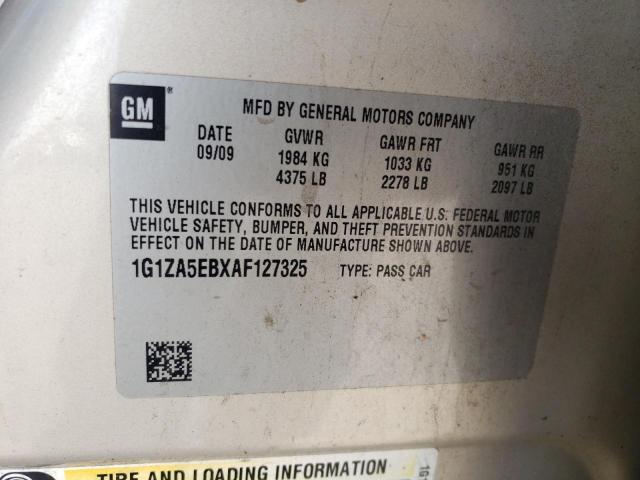 GM ®
MFD BY GENERAL MOTORS COMPANY
DATE GVWR GAWR FRT GAWR RR
09/09 1984 KG 1033 KG 951 KG
4375 LB 2278 LB 2097 LB
THIS VEHICLE CONFORMS TO ALL APPLICABLE U.S. FEDERAL MOTOR
VEHICLE SAFETY, BUMPER, AND THEFT PREVENTION STANDARDS IN
EFFECT ON THE DATE OF MANUFACTURE SHOWN ABOVE.
1G1ZA5EBXAF127325 TYPE: PASS CAR
TIRE AND LOADING INFORMATION
1G